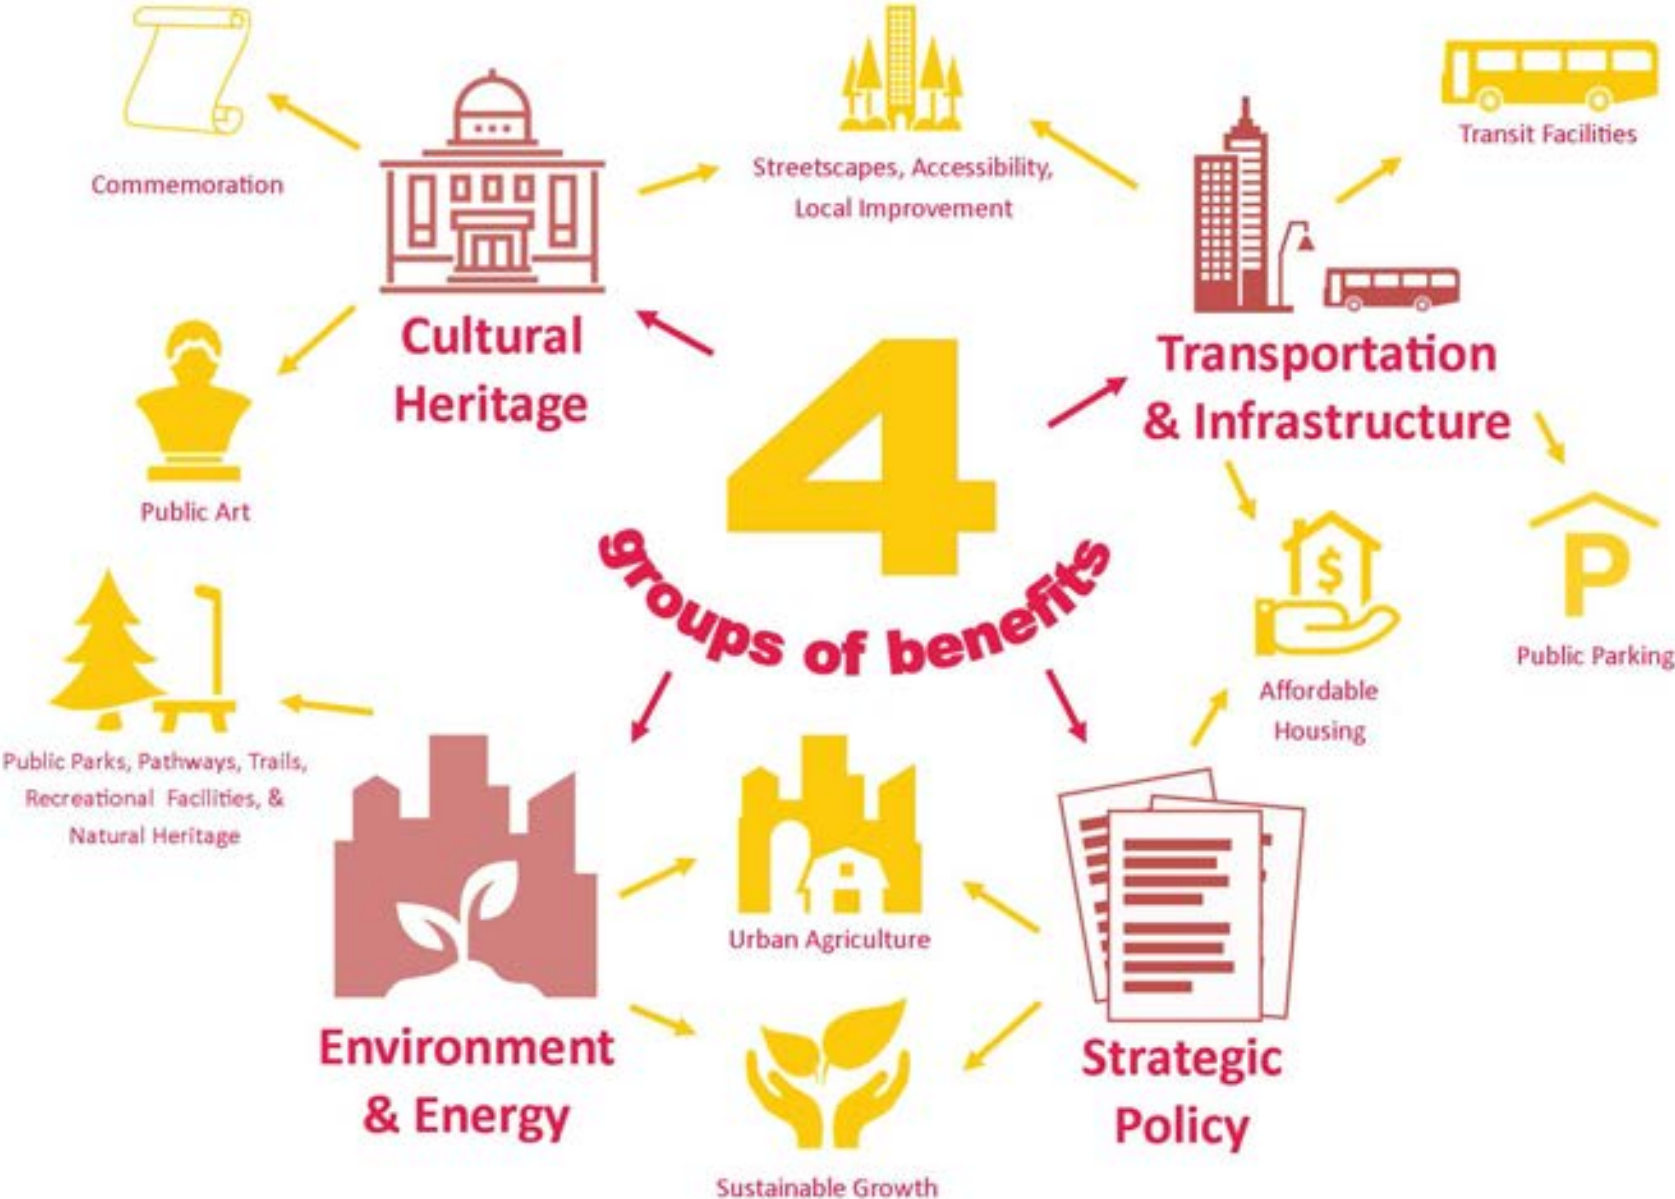 Commemoration
Streetscapes, Accessibility,
Local Improvement
Transit Facilities
Cultural
Heritage
Transportation
& Infrastructure
Public Art
4
groups of benefits
$
P
Public Parking
Affordable
Housing
Public Parks, Pathways, Trails,
Recreational Facilities, &
Natural Heritage
Urban Agriculture
Environment
& Energy
Strategic
Policy
Sustainable Growth